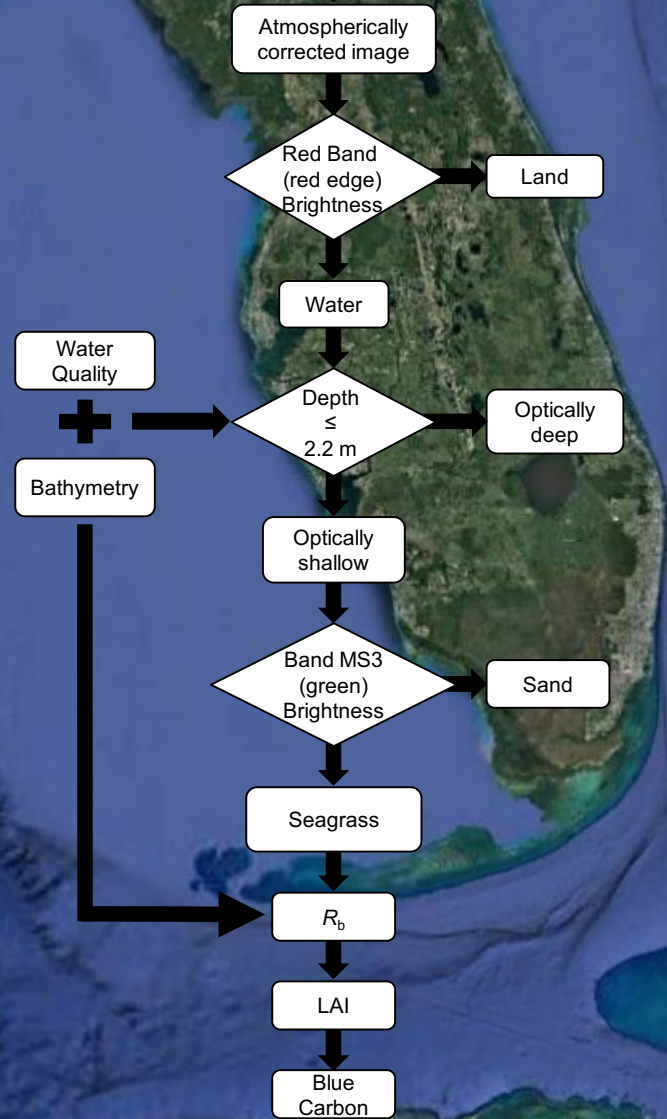 Atmospherically
corrected image
Red Band
(red edge)
Brightness
Land
Water
Water
Quality
Depth
≤
2.2 m
Optically
deep
Bathymetry
Optically
shallow
Band MS3
(green)
Brightness
Sand
Seagrass
R_b
LAI
Blue
Carbon